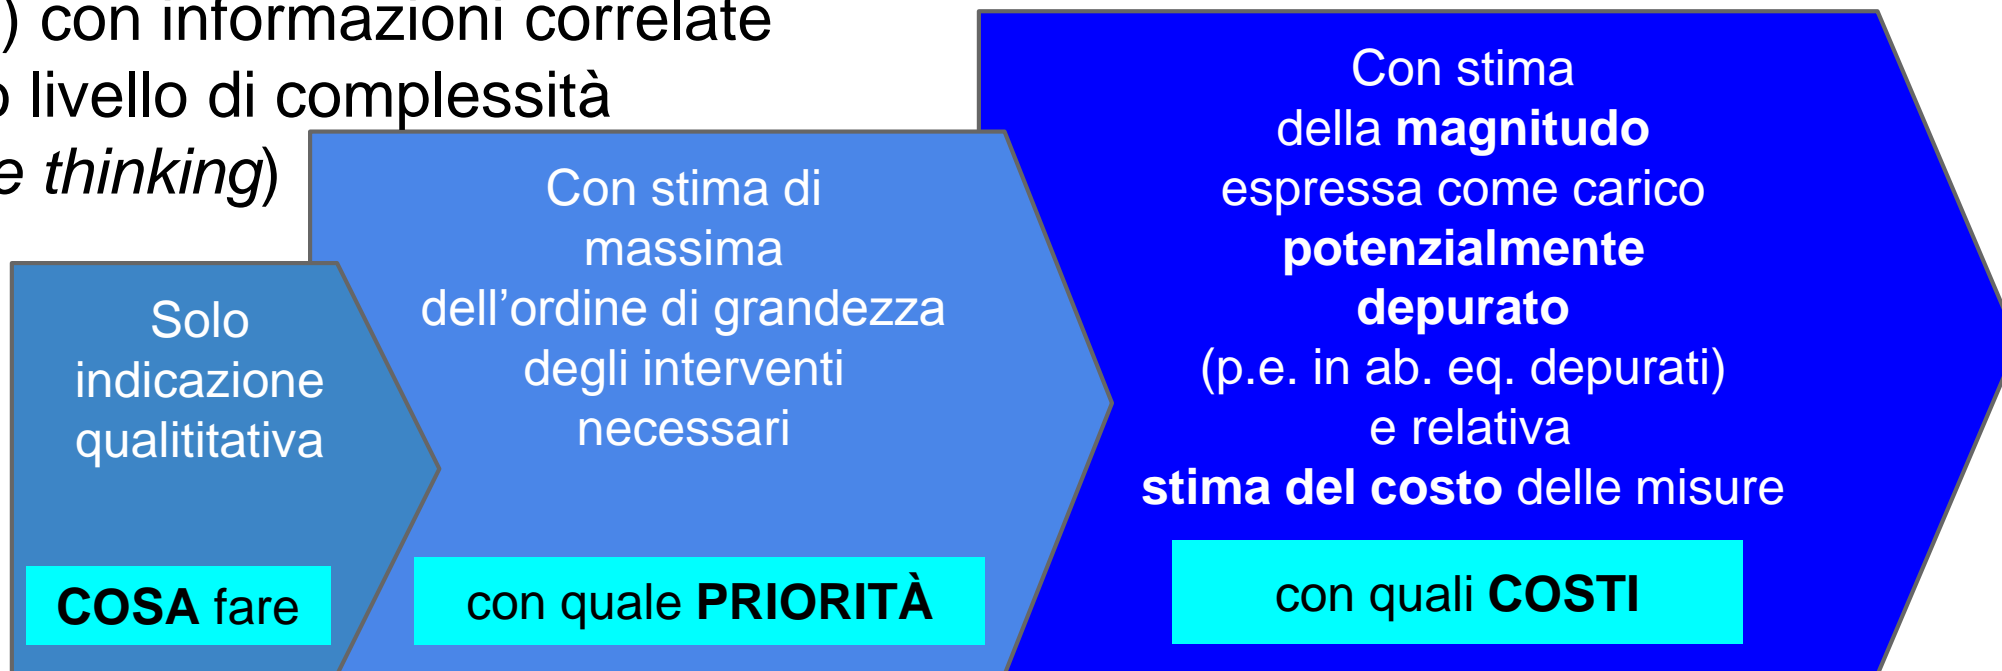 ) con informazioni correlate
livello di complessità
thinking)
Solo
indicazione
qualititativa
COSA fare
Con stima di
massima
dell’ordine di grandezza
degli interventi
necessari
con quale PRIORITÀ
Con stima
della magnitudo
espressa come carico
potenzialmente
depurato
(p.e. in ab. eq. depurati)
e relativa
stima del costo delle misure
con quali COSTI